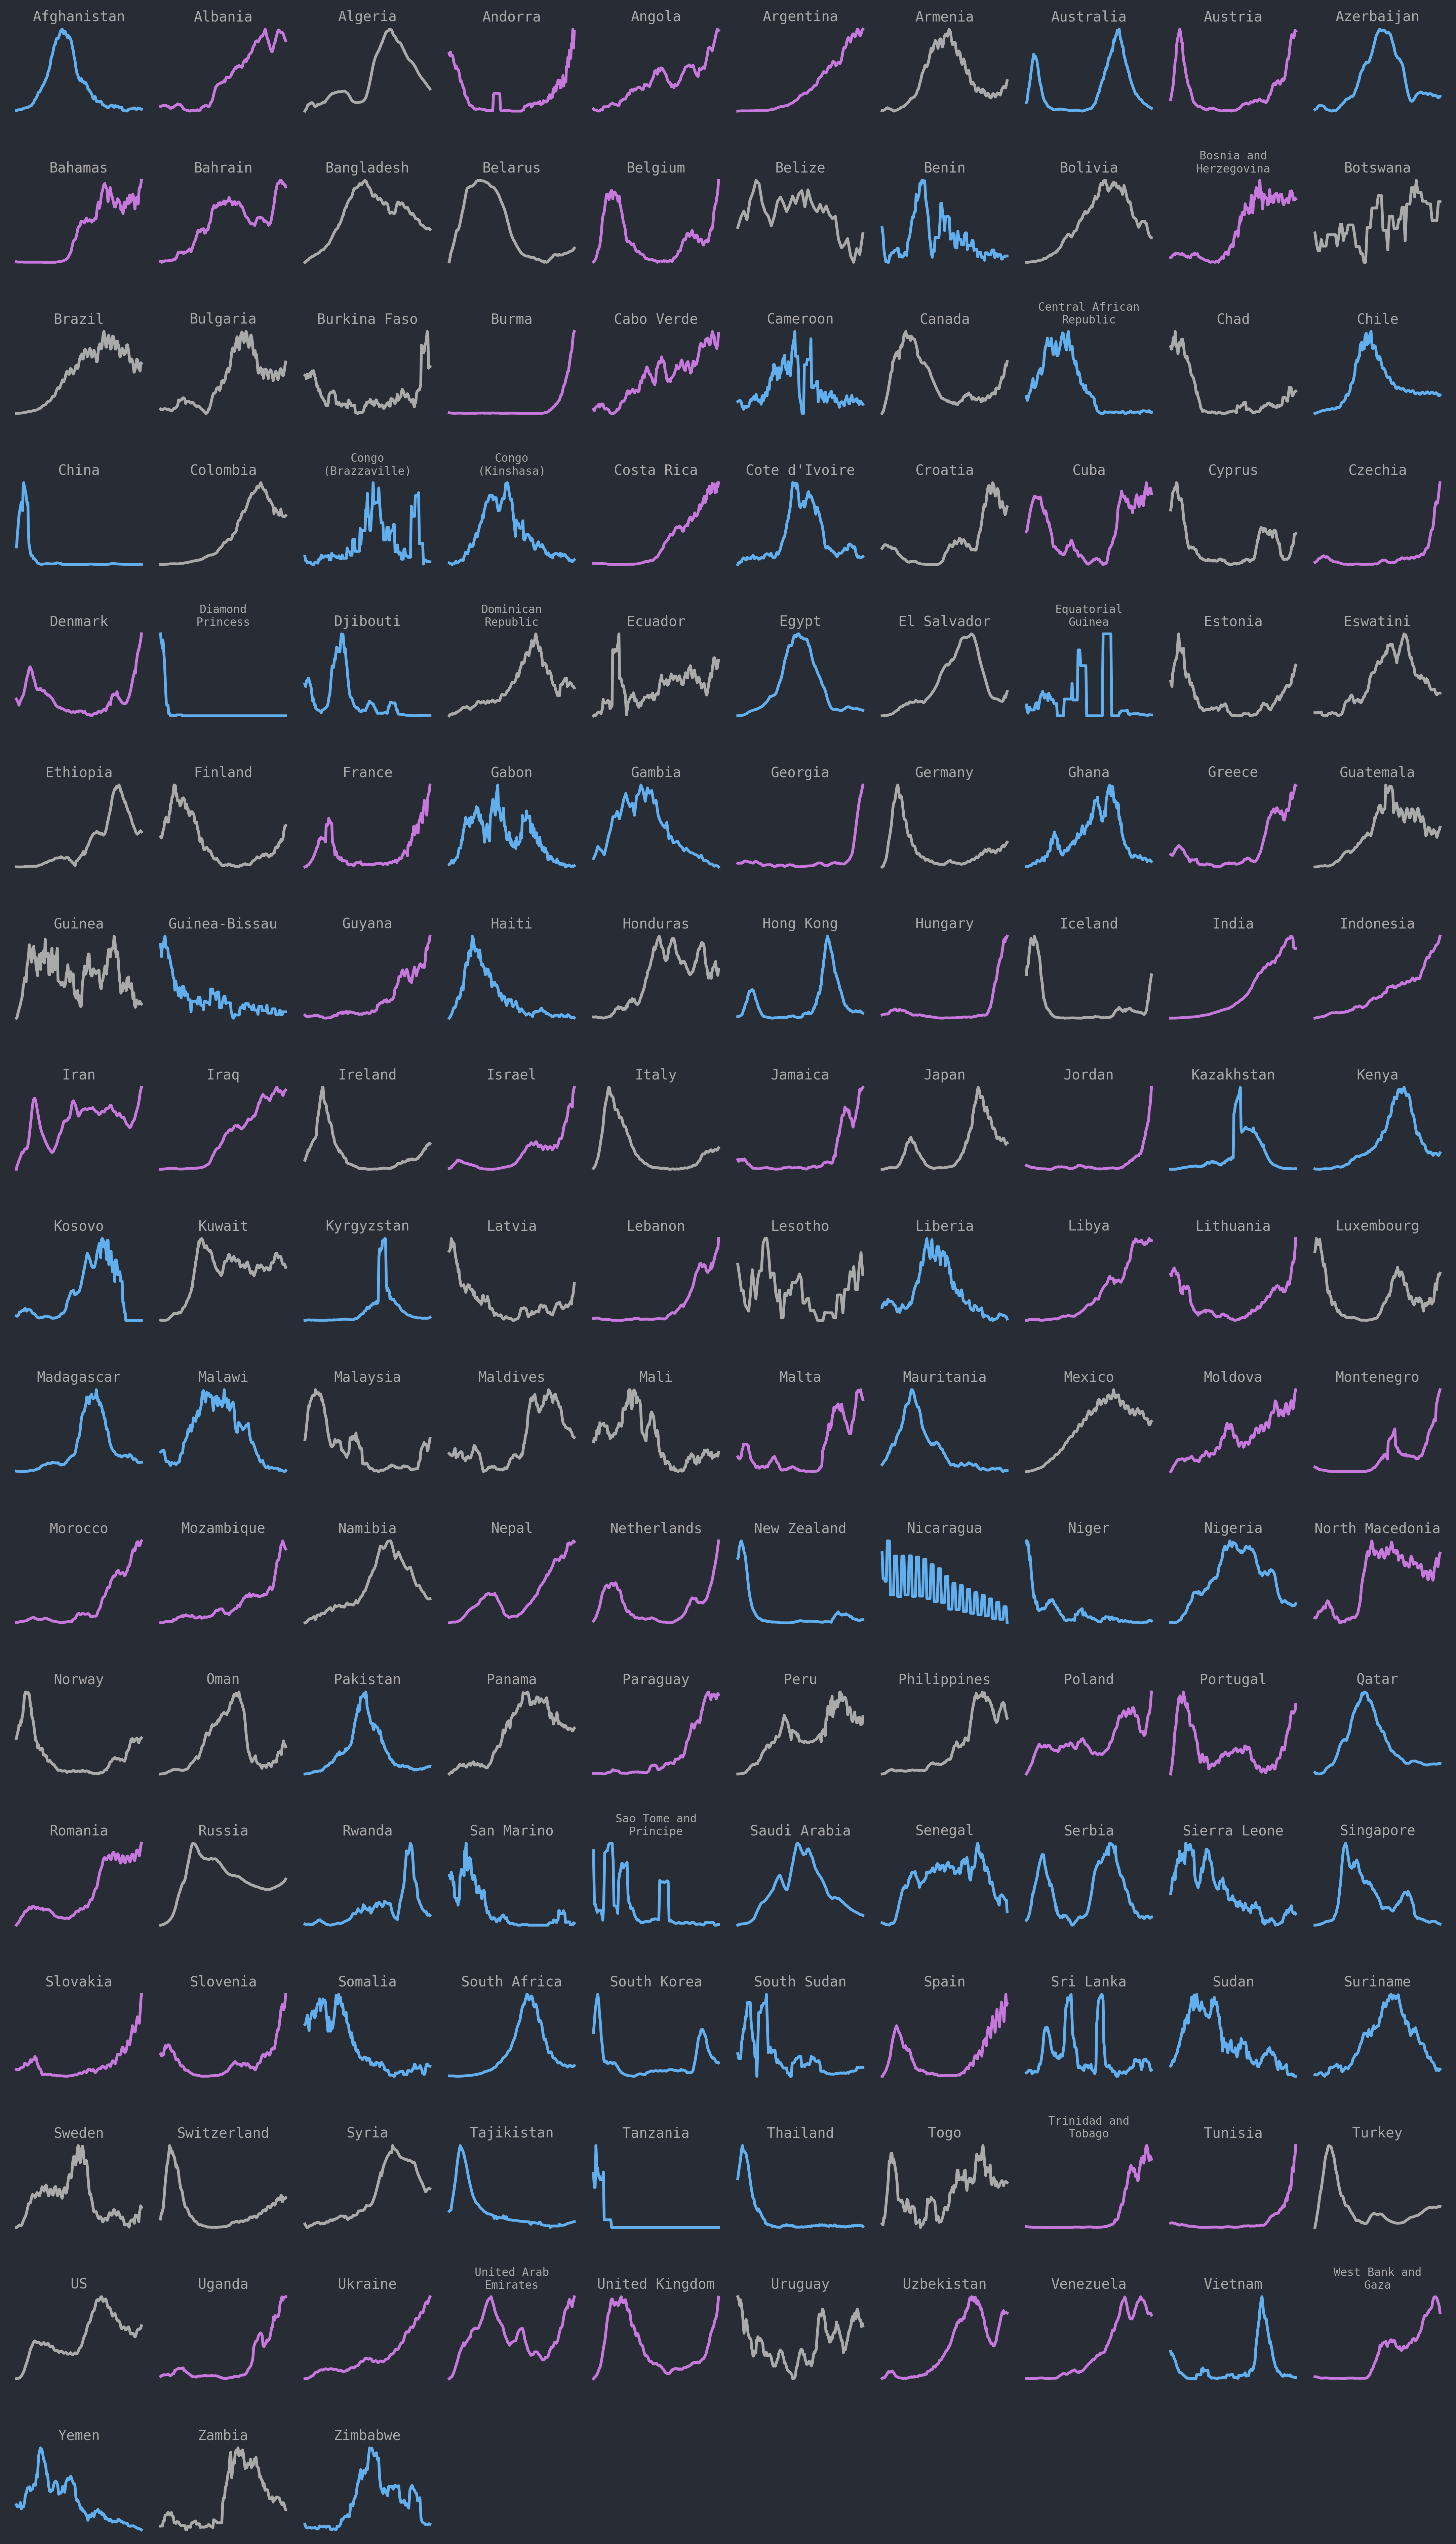 Afghanistan
Albania
Algeria
Andorra
Angola
Argentina
Armenia
Australia
Austria
Azerbaijan
Bahamas
Bahrain
Bangladesh
Belarus
Belgium
Belize
Benin
Bolivia
Bosnia and
Herzegovina
Botswana
Brazil
Bulgaria
Burkina Faso
Burma
Cabo Verde
Cameroon
Canada
Central African
Republic
Chad
Chile
China
Colombia
Congo
(Brazzaville)
Congo
(Kinshasa)
Costa Rica
Cote d'Ivoire
Croatia
Cuba
Cyprus
Czechia
Denmark
Diamond
Princess
Djibouti
Dominican
Republic
Ecuador
Egypt
El Salvador
Equatorial
Guinea
Estonia
Eswatini
Ethiopia
Finland
France
Gabon
Gambia
Georgia
Germany
Ghana
Greece
Guatemala
Guinea
Guinea-Bissau
Guyana
Haiti
Honduras
Hong Kong
Hungary
Iceland
India
Indonesia
Iran
Iraq
Ireland
Israel
Italy
Jamaica
Japan
Jordan
Kazakhstan
Kenya
Kosovo
Kuwait
Kyrgyzstan
Latvia
Lebanon
Lesotho
Liberia
Libya
Lithuania
Luxembourg
Madagascar
Malawi
Malaysia
Maldives
Mali
Malta
Mauritania
Mexico
Moldova
Montenegro
Morocco
Mozambique
Namibia
Nepal
Netherlands
New Zealand
Nicaragua
Niger
Nigeria
North Macedonia
Norway
Oman
Pakistan
Panama
Paraguay
Peru
Philippines
Poland
Portugal
Qatar
Romania
Russia
Rwanda
San Marino
Sao Tome and
Principe
Saudi Arabia
Senegal
Serbia
Sierra Leone
Singapore
Slovakia
Slovenia
Somalia
South Africa
South Korea
South Sudan
Spain
Sri Lanka
Sudan
Suriname
Sweden
Switzerland
Syria
Tajikistan
Tanzania
Thailand
Togo
Trinidad and
Tobago
Tunisia
Turkey
US
Uganda
Ukraine
United Arab
Emirates
United Kingdom
Uruguay
Uzbekistan
Venezuela
Vietnam
West Bank and
Gaza
Yemen
Zambia
Zimbabwe